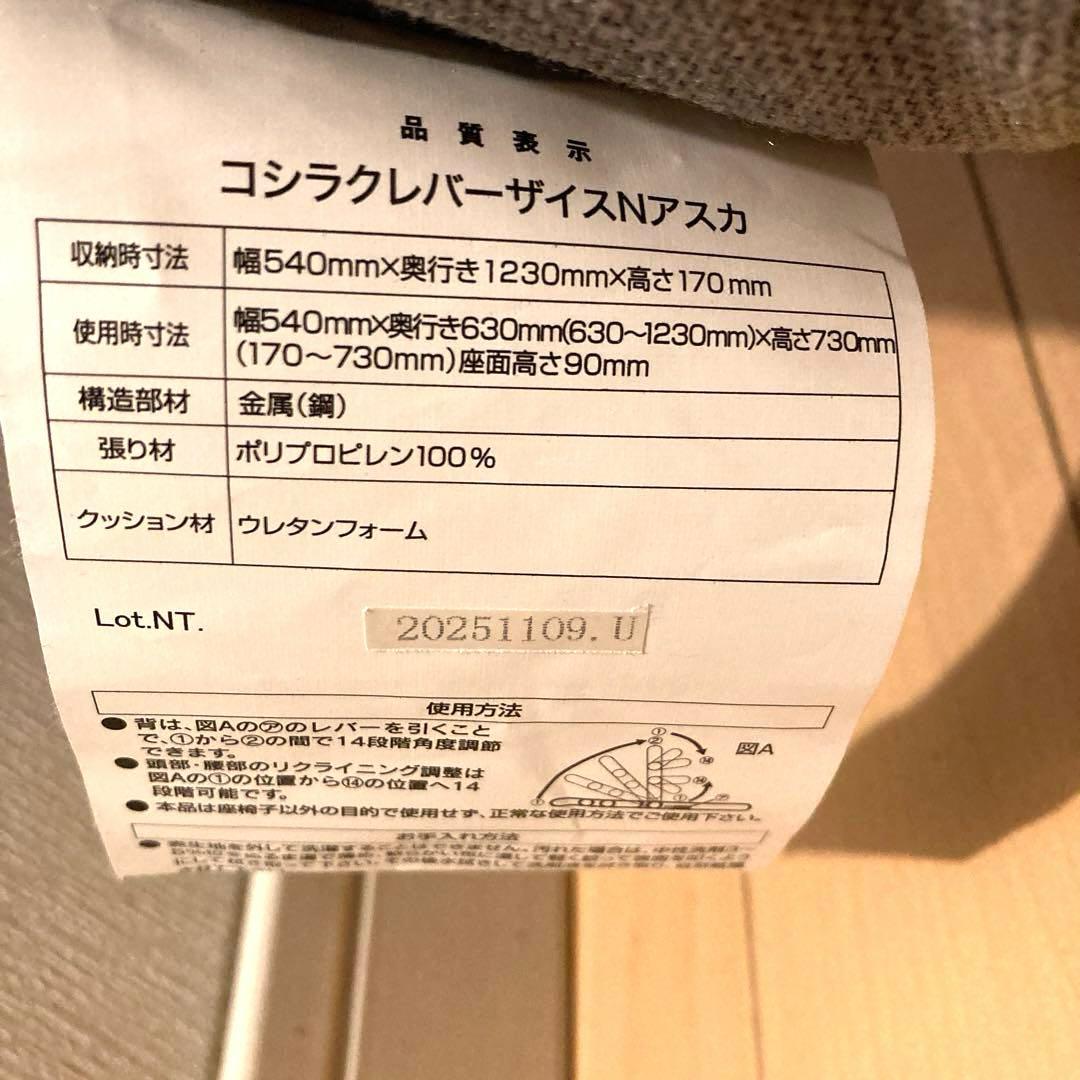 品質表示
コシラクレバーザイスNアスカ
収納時寸法 幅540mm×奥行き1230mm×高さ170mm
使用時寸法 幅540mm×奥行き630mm(630～1230mm)×高さ730mm
(170～730mm)座面高さ90mm
構造部材 金属(鋼)
張り材 ポリプロピレン100%
クッション材 ウレタンフォーム
Lot.NT. 20251109.U
使用方法
●背は、図Aの㋐のレバーを引くこと
で、①から②の間で14段階角度調節
できます。
●頭部・腰部のリクライニング調整は
図Aの①の位置から⑭の位置へ14
段階可能です。
図A
① ② ⑭ ⑭ ① ㋐ ①
●本品は座椅子以外の目的で使用せず、正常な使用方法でご使用下さい。
お手入れ方法